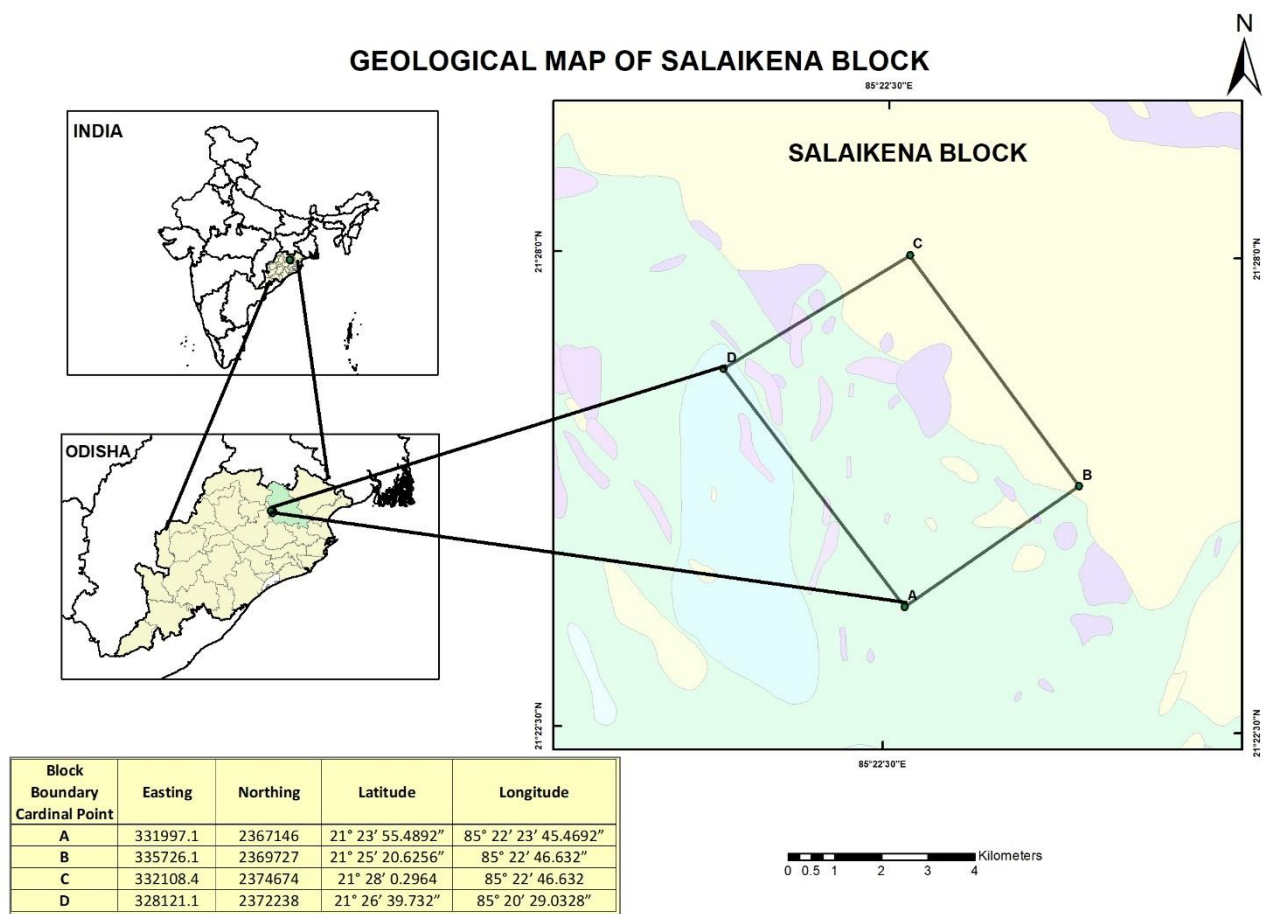 N
GEOLOGICAL MAP OF SALAIKENA BLOCK
85°22'30"E
INDIA
SALAIKENA BLOCK
C
21°28'0"N
21°28'0"N
D
ODISHA
B
A
21°22'30"N
21°22'30"N
85°22'30"E
Block Boundary Cardinal Point Easting Northing Latitude Longitude
A 331997.1 2367146 21° 23' 55.4892" 85° 22' 23 45.4692"
B 335726.1 2369727 21° 25' 20.6256" 85° 22' 46.632"
C 332108.4 2374674 21° 28' 0.2964 85° 22' 46.632
D 328121.1 2372238 21° 26' 39.732" 85° 20' 29.0328"
Kilometers
0 0.5 1 2 3 4